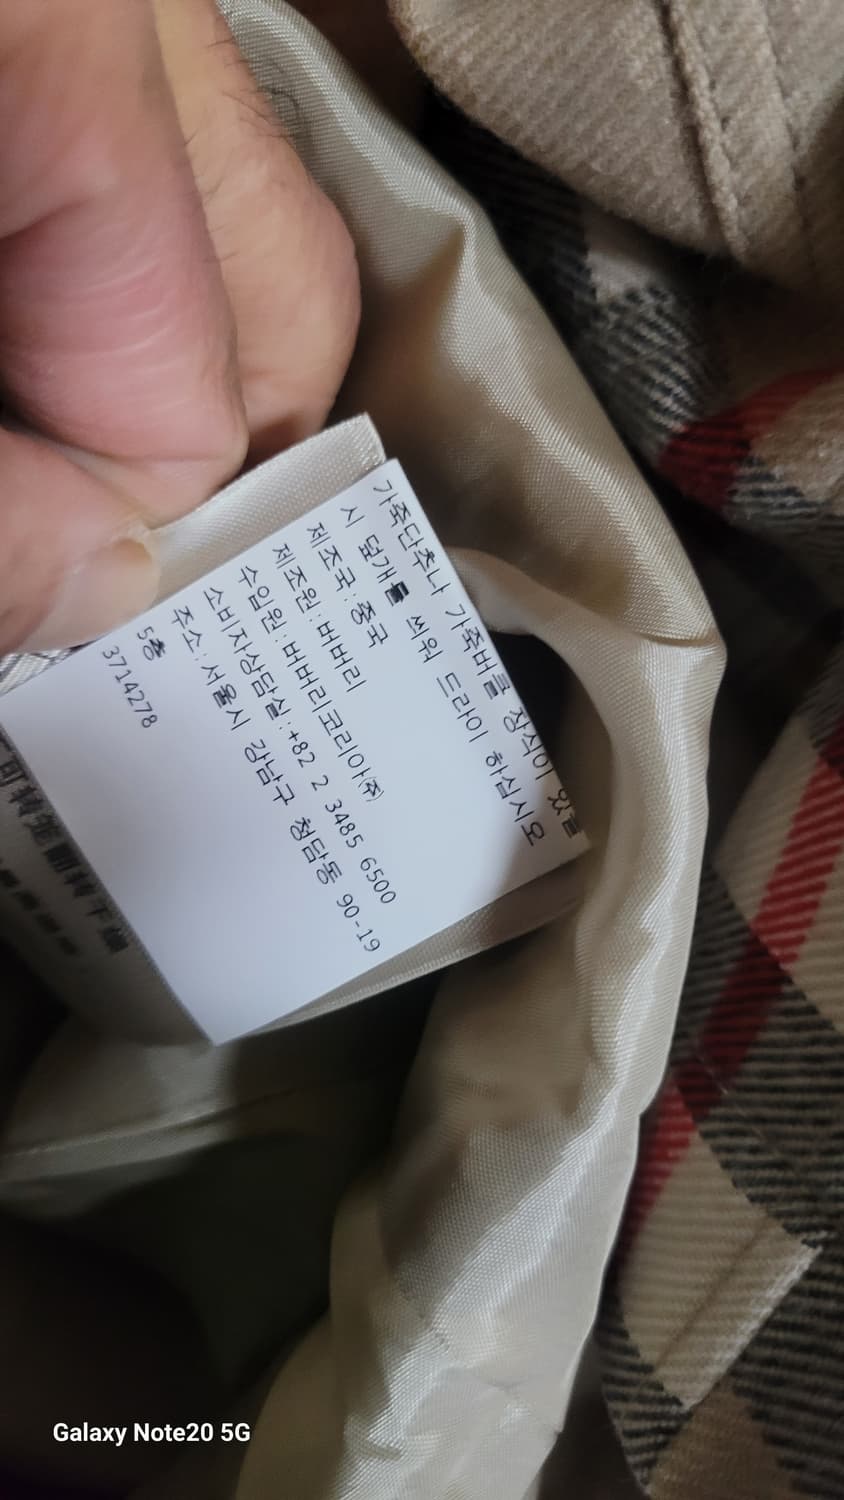 가죽단추나 가죽버클 장식이 있을
시 덮개를 씌워 드라이 하십시오
제조국:중국
제조원:버버리
수입원:버버리코리아(주)
소비자상담실:+82 2 3485 6500
주소:서울시 강남구 청담동 90-19
5층
3714278
Galaxy Note20 5G